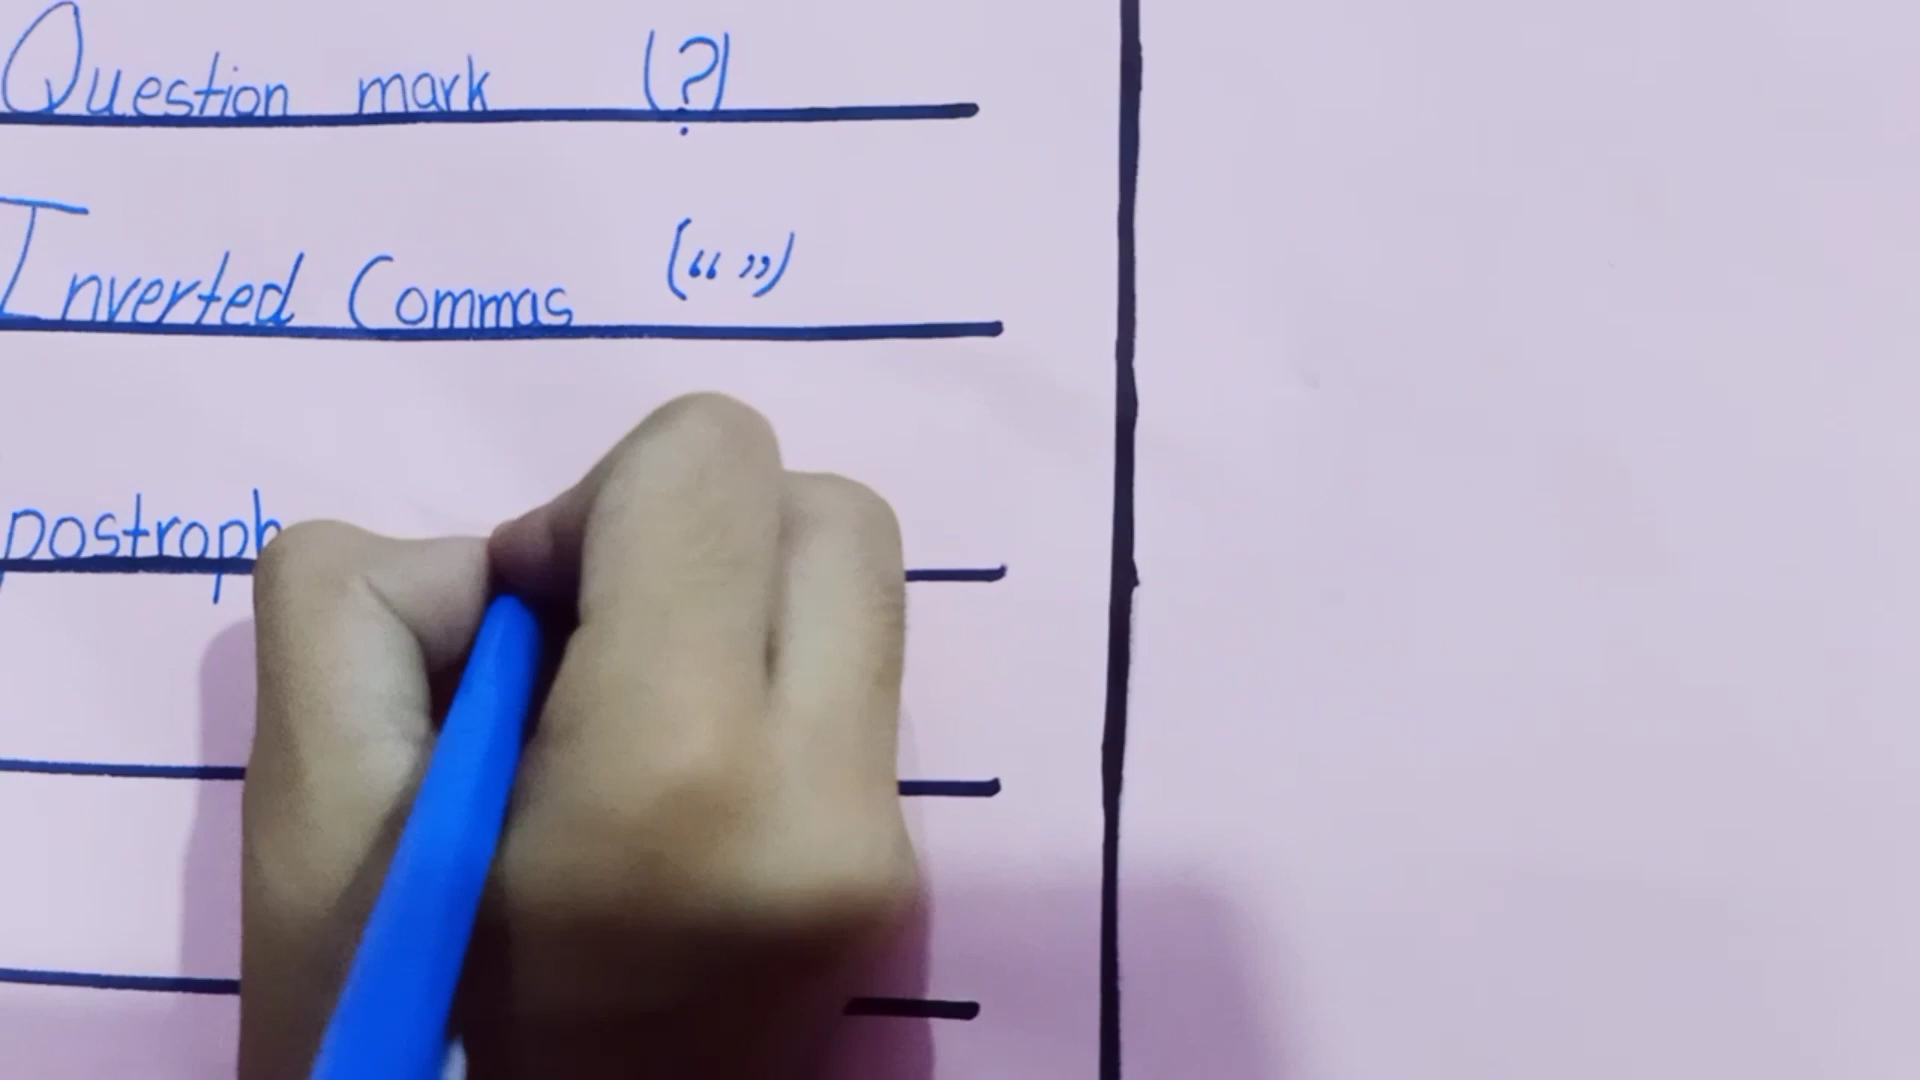 Question mark (?)
Inverted Commas (“ ”)
postroph